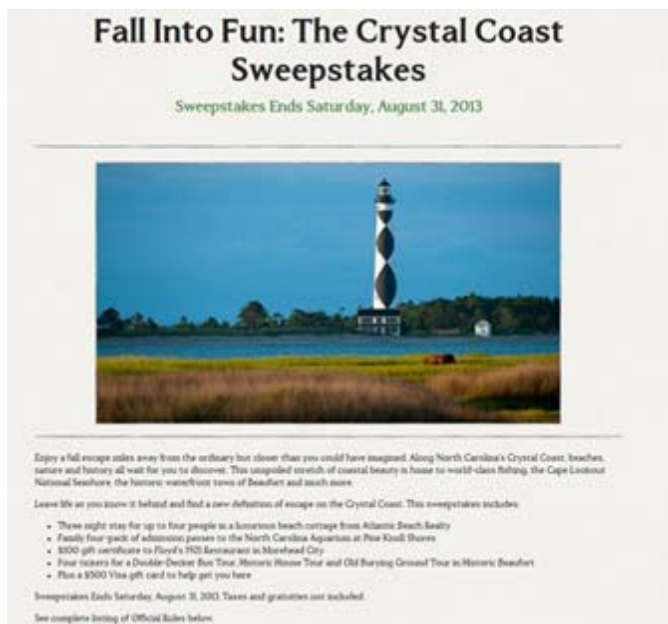 Fall Into Fun: The Crystal Coast
Sweepstakes
Sweepstakes Ends Saturday, August 31, 2013
Enjoy a fall escape miles away from the ordinary but closer than you could have imagined. Along North Carolina's Crystal Coast, beaches,
nature and history all wait for you to discover. This unspoiled stretch of coastal beauty is home to world-class fishing, the Cape Lookout
National Seashore, the historic waterfront town of Beaufort and much more.
Leave life as you know it behind and find a new definition of escape on the Crystal Coast. This sweepstakes includes:
• Three night stay for up to four people in a luxurious beach cottage from Atlantic Beach Realty
• Family four-pack of admission passes to the North Carolina Aquarium at Pine Knoll Shores
• $100 gift certificate to Floyd's 1921 Restaurant in Morehead City
• Four tickets for a Double-Decker Bus Tour, Historic House Tour and Old Burying Ground Tour in Historic Beaufort
• Plus a $500 Visa gift card to help get you here
Sweepstakes Ends Saturday, August 31, 2013. Taxes and gratuities not included.
See complete listing of Official Rules below.